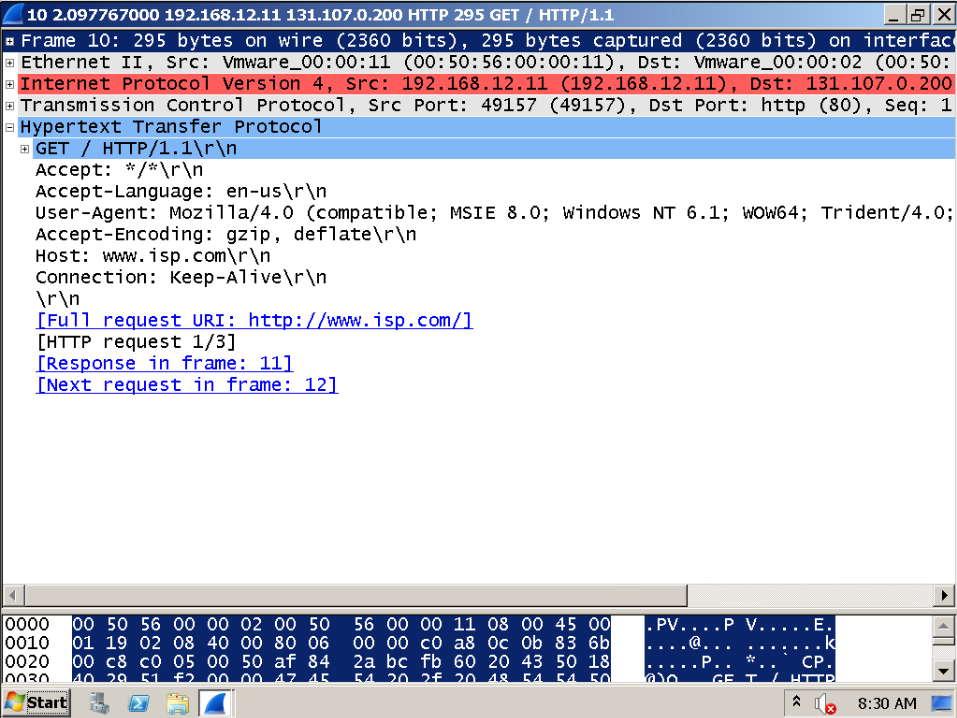 10 2.097767000 192.168.12.11 131.107.0.200 HTTP 295 GET / HTTP/1.1
Frame 10: 295 bytes on wire (2360 bits), 295 bytes captured (2360 bits) on interfac
Ethernet II, Src: Vmware_00:00:11 (00:50:56:00:00:11), Dst: Vmware_00:00:02 (00:50:
Internet Protocol Version 4, Src: 192.168.12.11 (192.168.12.11), Dst: 131.107.0.200
Transmission Control Protocol, Src Port: 49157 (49157), Dst Port: http (80), Seq: 1
Hypertext Transfer Protocol
GET / HTTP/1.1\r\n
Accept: */*\r\n
Accept-Language: en-us\r\n
User-Agent: Mozilla/4.0 (compatible; MSIE 8.0; Windows NT 6.1; WOW64; Trident/4.0;
Accept-Encoding: gzip, deflate\r\n
Host: www.isp.com\r\n
Connection: Keep-Alive\r\n
\r\n
[Full request URI: http://www.isp.com/]
[HTTP request 1/3]
[Response in frame: 11]
[Next request in frame: 12]
0000 00 50 56 00 00 02 00 50 56 00 00 11 08 00 45 00 .PV....P V.....E.
0010 01 19 02 08 40 00 80 06 00 00 c0 a8 0c 0b 83 6b ....@... .......k
0020 00 c8 c0 05 00 50 af 84 2a bc fb 60 20 43 50 18 .....P.. *..` CP.
0030 40 29 51 f2 00 00 47 45 54 20 2f 20 48 54 54 50 @)Q...GE T / HTTP
Start
8:30 AM